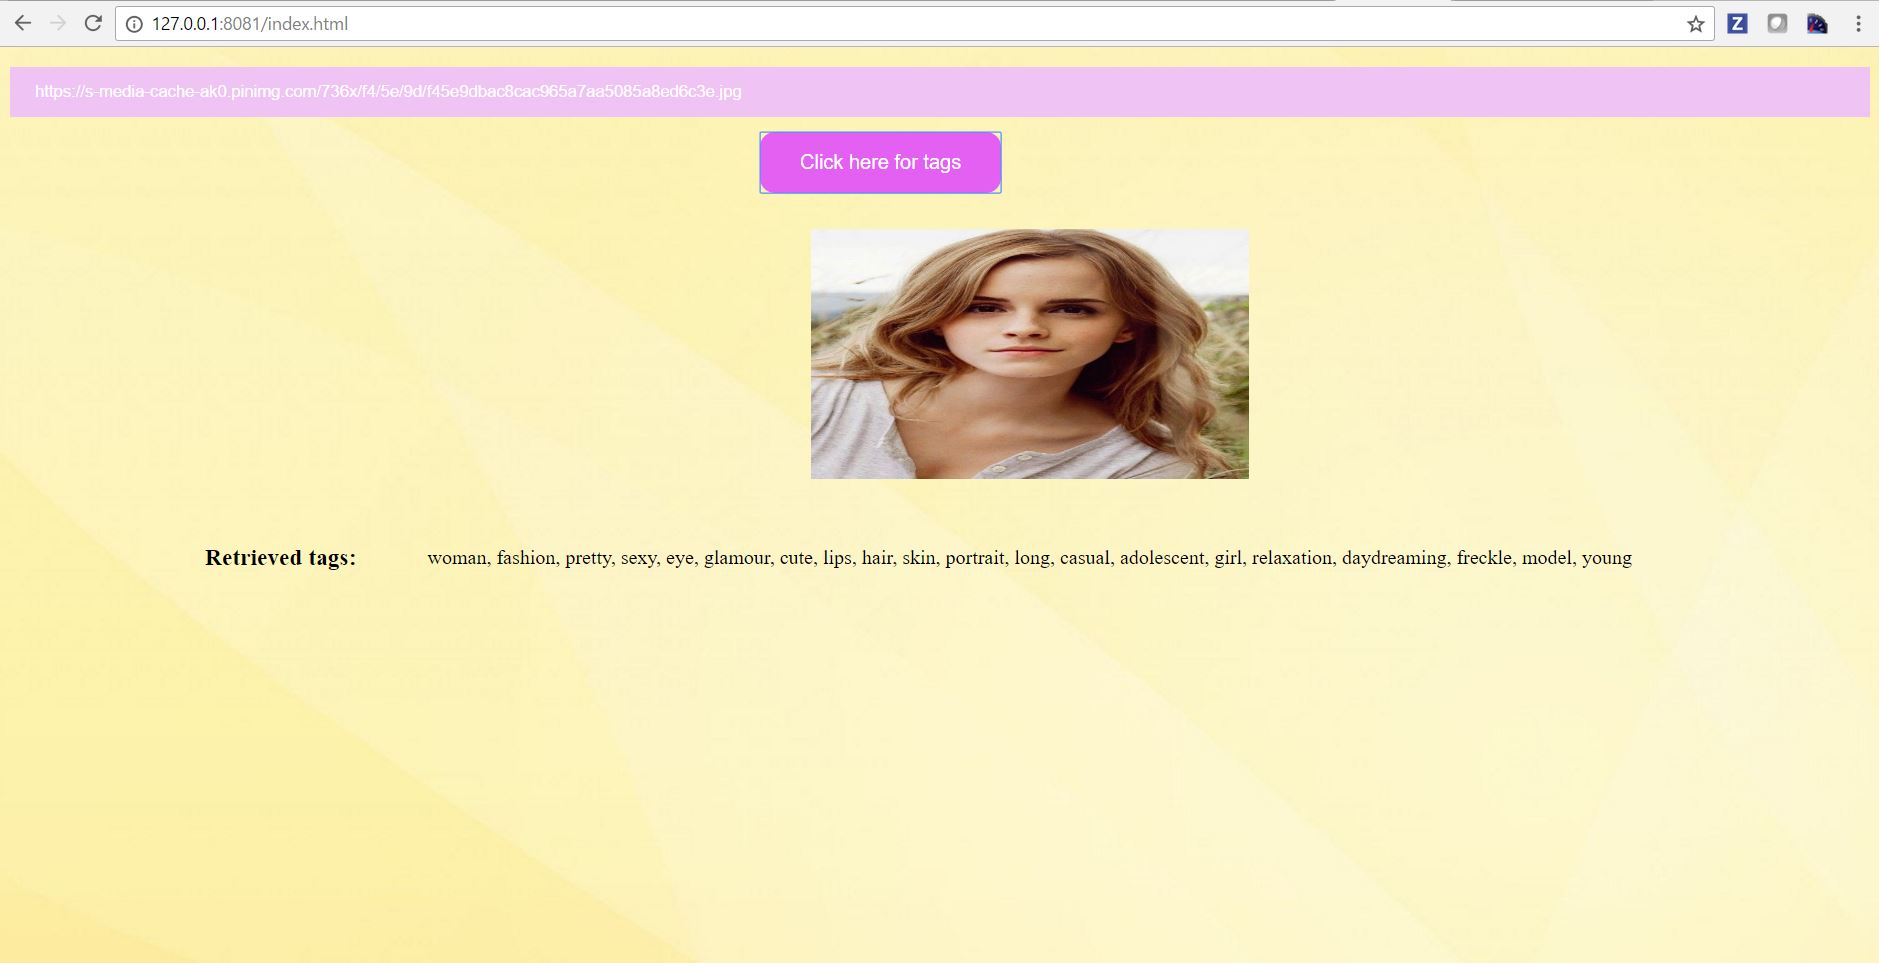 127.0.0.1:8081/index.html
Z
https://s-media-cache-ak0.pinimg.com/736x/f4/5e/9d/f45e9dbac8cac965a7aa5085a8ed6c3e.jpg
Click here for tags
Retrieved tags: woman, fashion, pretty, sexy, eye, glamour, cute, lips, hair, skin, portrait, long, casual, adolescent, girl, relaxation, daydreaming, freckle, model, young